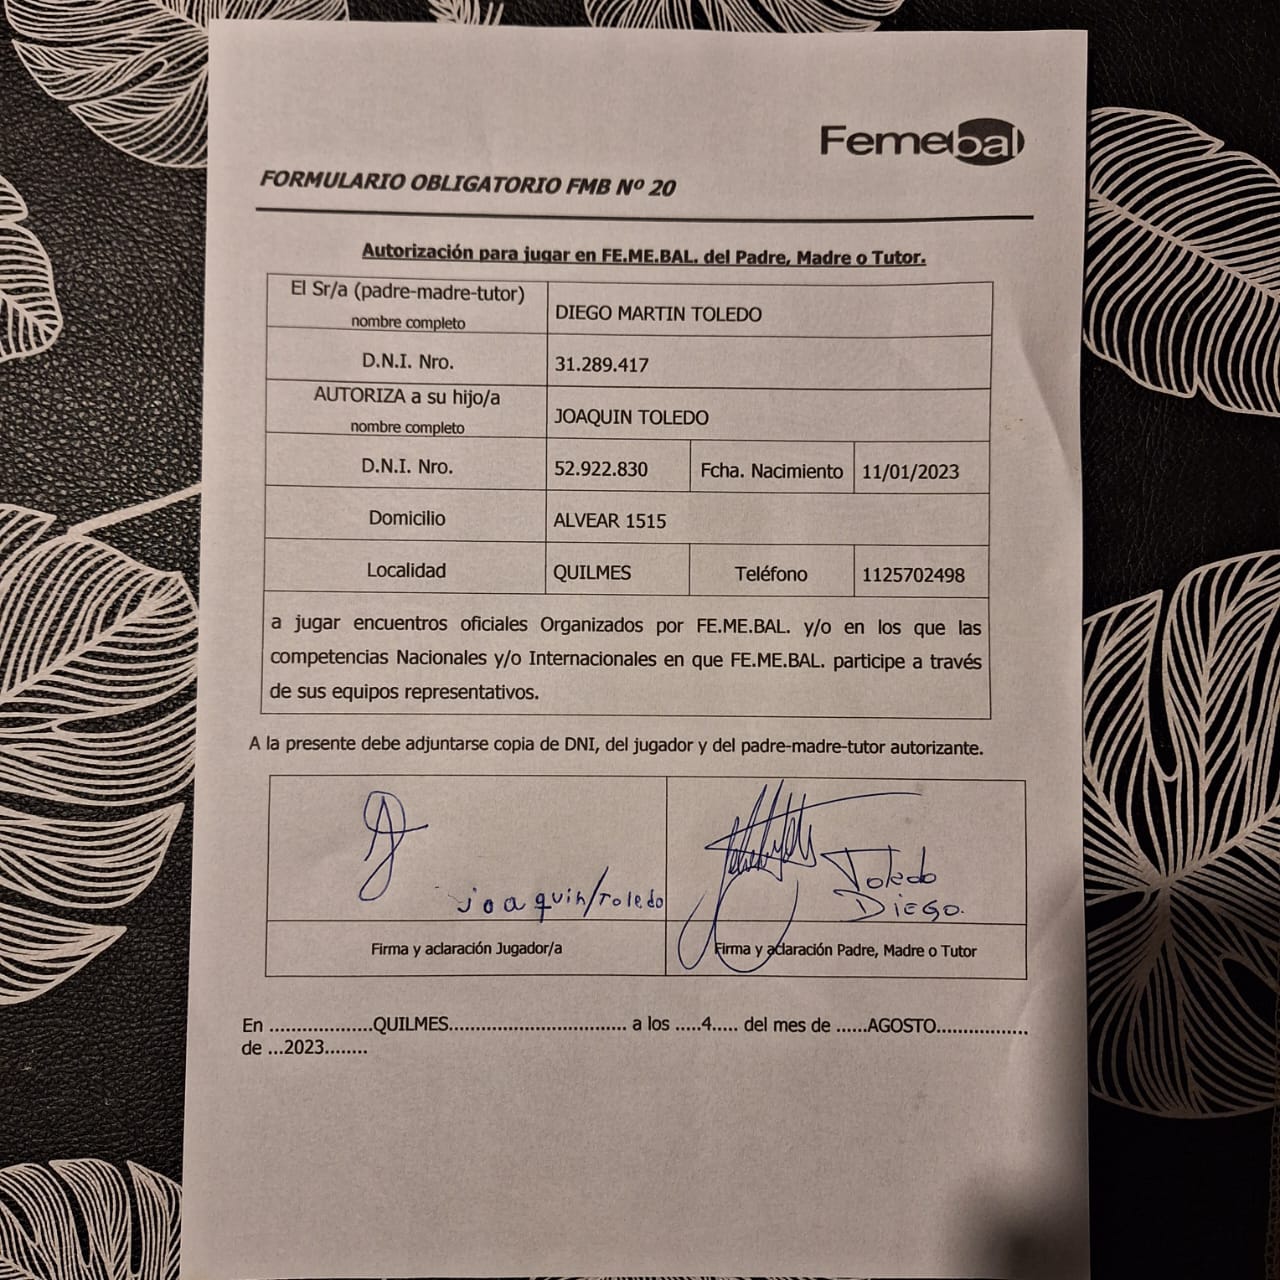 Femebal
FORMULARIO OBLIGATORIO FMB Nº 20
Autorización para jugar en FE.ME.BAL. del Padre, Madre o Tutor.
El Sr/a (padre-madre-tutor)
nombre completo
DIEGO MARTIN TOLEDO
D.N.I. Nro.
31.289.417
AUTORIZA a su hijo/a
nombre completo
JOAQUIN TOLEDO
D.N.I. Nro.
52.922.830
Fcha. Nacimiento
11/01/2023
Domicilio
ALVEAR 1515
Localidad
QUILMES
Teléfono
1125702498
a jugar encuentros oficiales Organizados por FE.ME.BAL. y/o en los que las
competencias Nacionales y/o Internacionales en que FE.ME.BAL. participe a través
de sus equipos representativos.
A la presente debe adjuntarse copia de DNI, del jugador y del padre-madre-tutor autorizante.
joaquin/Toledo
Toledo
DIEGO.
Firma y aclaración Jugador/a
Firma y aclaración Padre, Madre o Tutor
En ...................QUILMES................................. a los .....4..... del mes de ......AGOSTO.................
de ...2023........